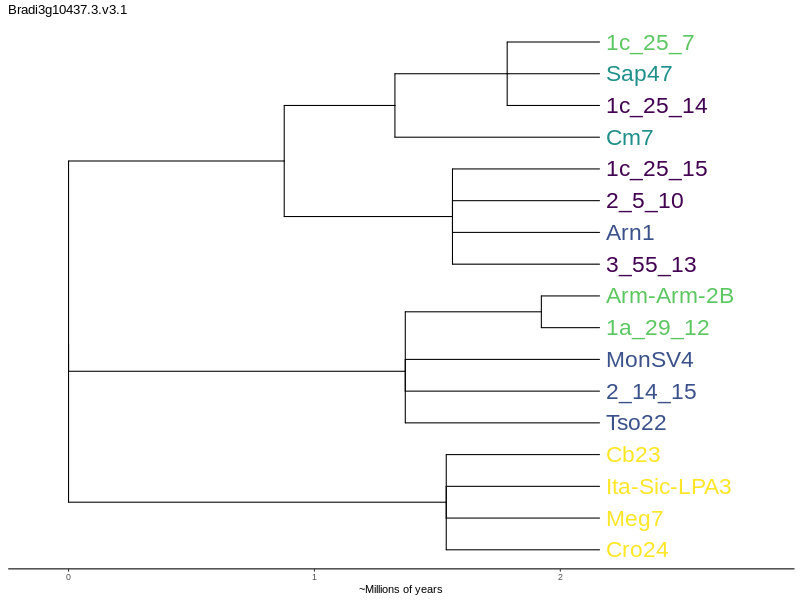 Bradi3g10437.3.v3.1
1c_25_7
Sap47
1c_25_14
Cm7
1c_25_15
2_5_10
Arn1
3_55_13
Arm-Arm-2B
1a_29_12
MonSV4
2_14_15
Tso22
Cb23
Ita-Sic-LPA3
Meg7
Cro24
0 1 2
~Millions of years